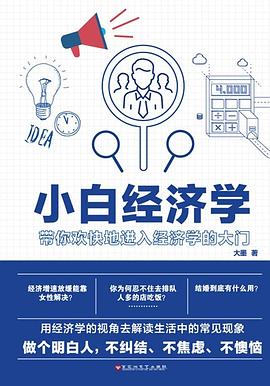 4,000
IDEA
小白经济学
带你欢快地进入经济学的大门
大墨 著
经济增速放缓能靠
女性解决？
你为何忍不住去排队
人多的店吃饭？
结婚到底有什么用？
用经济学的视角去解读生活中的常见现象
做个明白人，不纠结、不焦虑、不懊恼